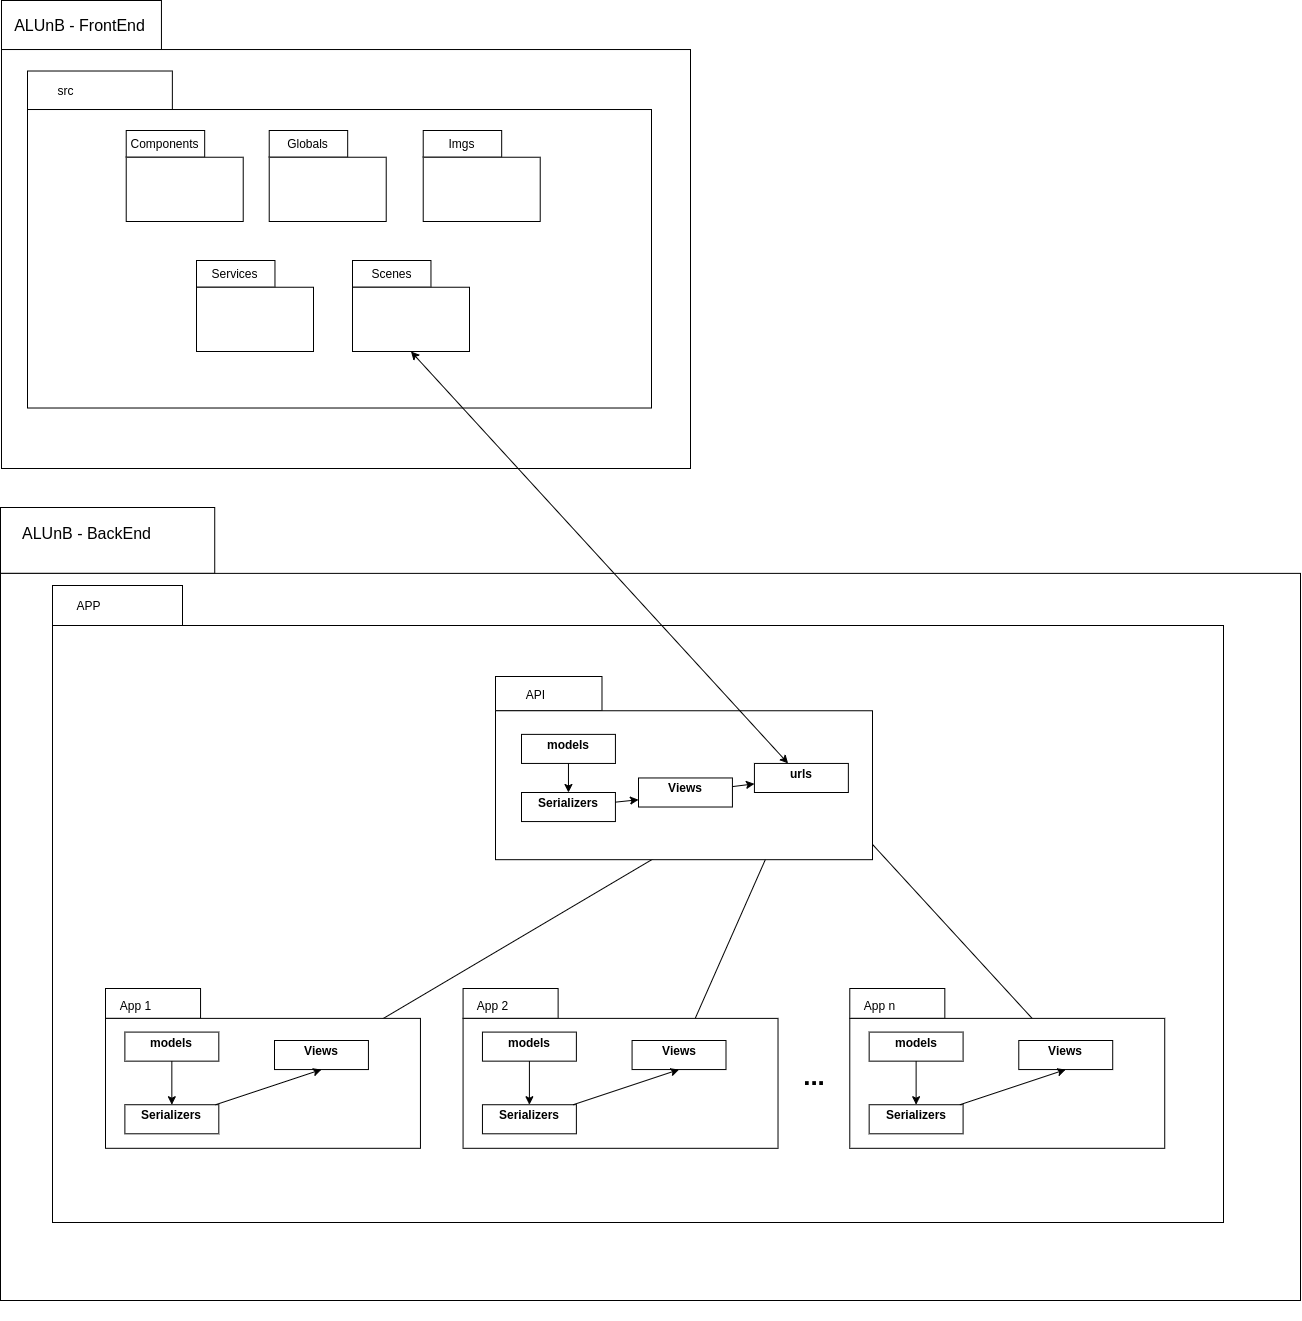 ALUnB - FrontEnd
src
Components
Globals
Imgs
Services
Scenes
ALUnB - BackEnd
APP
API
models
Serializers
Views
urls
App 1
models
Views
Serializers
App 2
models
Views
Serializers
...
App n
models
Views
Serializers